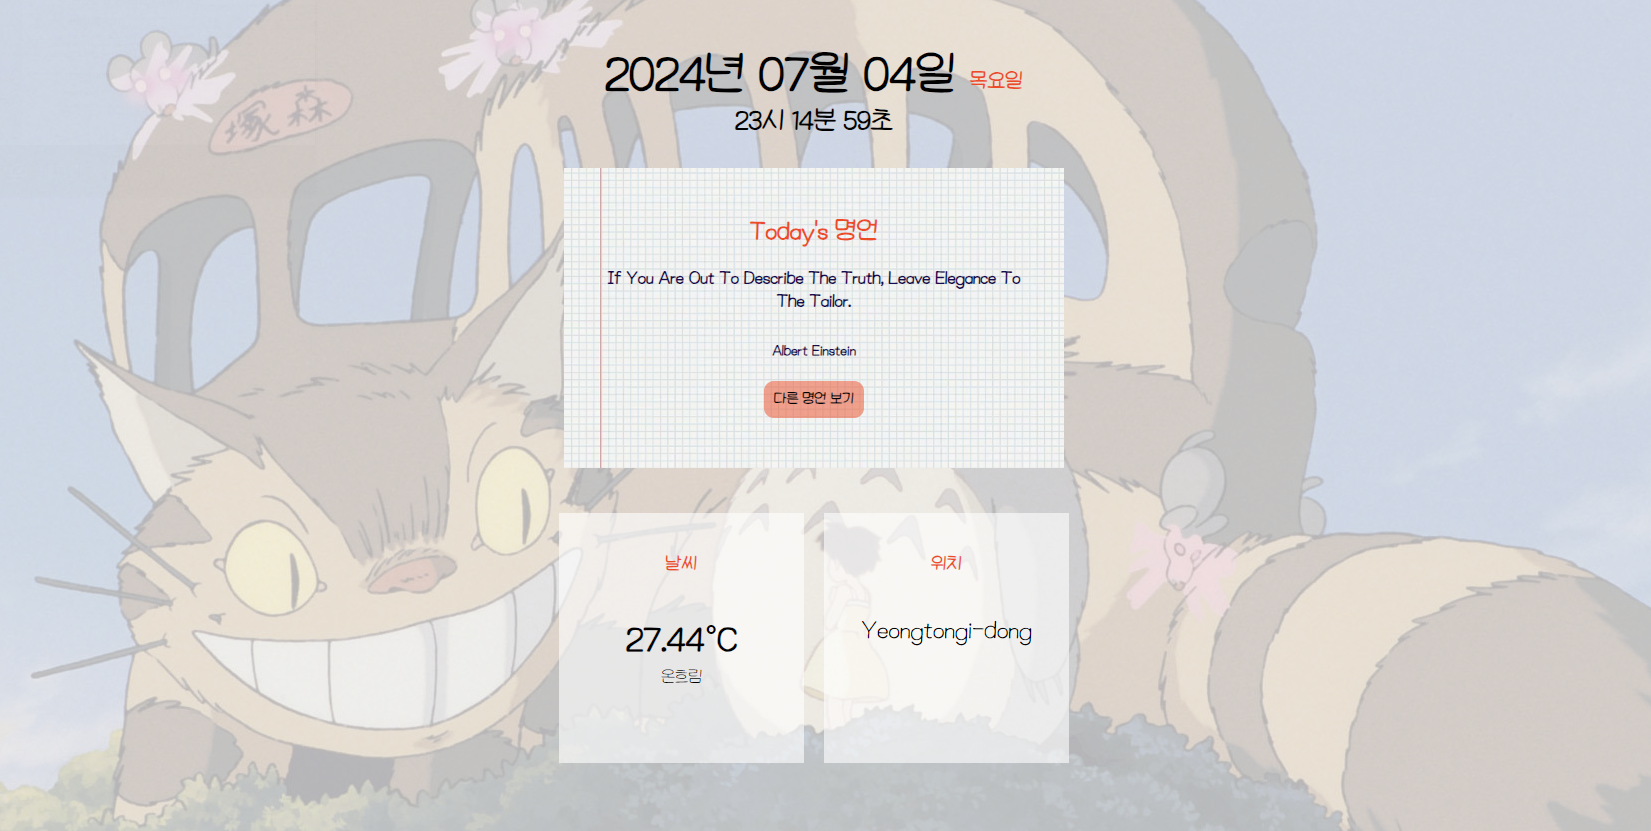 塚森
2024년 07월 04일 목요일
23시 14분 59초
Today's 명언
If You Are Out To Describe The Truth, Leave Elegance To
The Tailor.
Albert Einstein
다른 명언 보기
날씨
위치
27.44°C
Yeongtongi-dong
온흐림